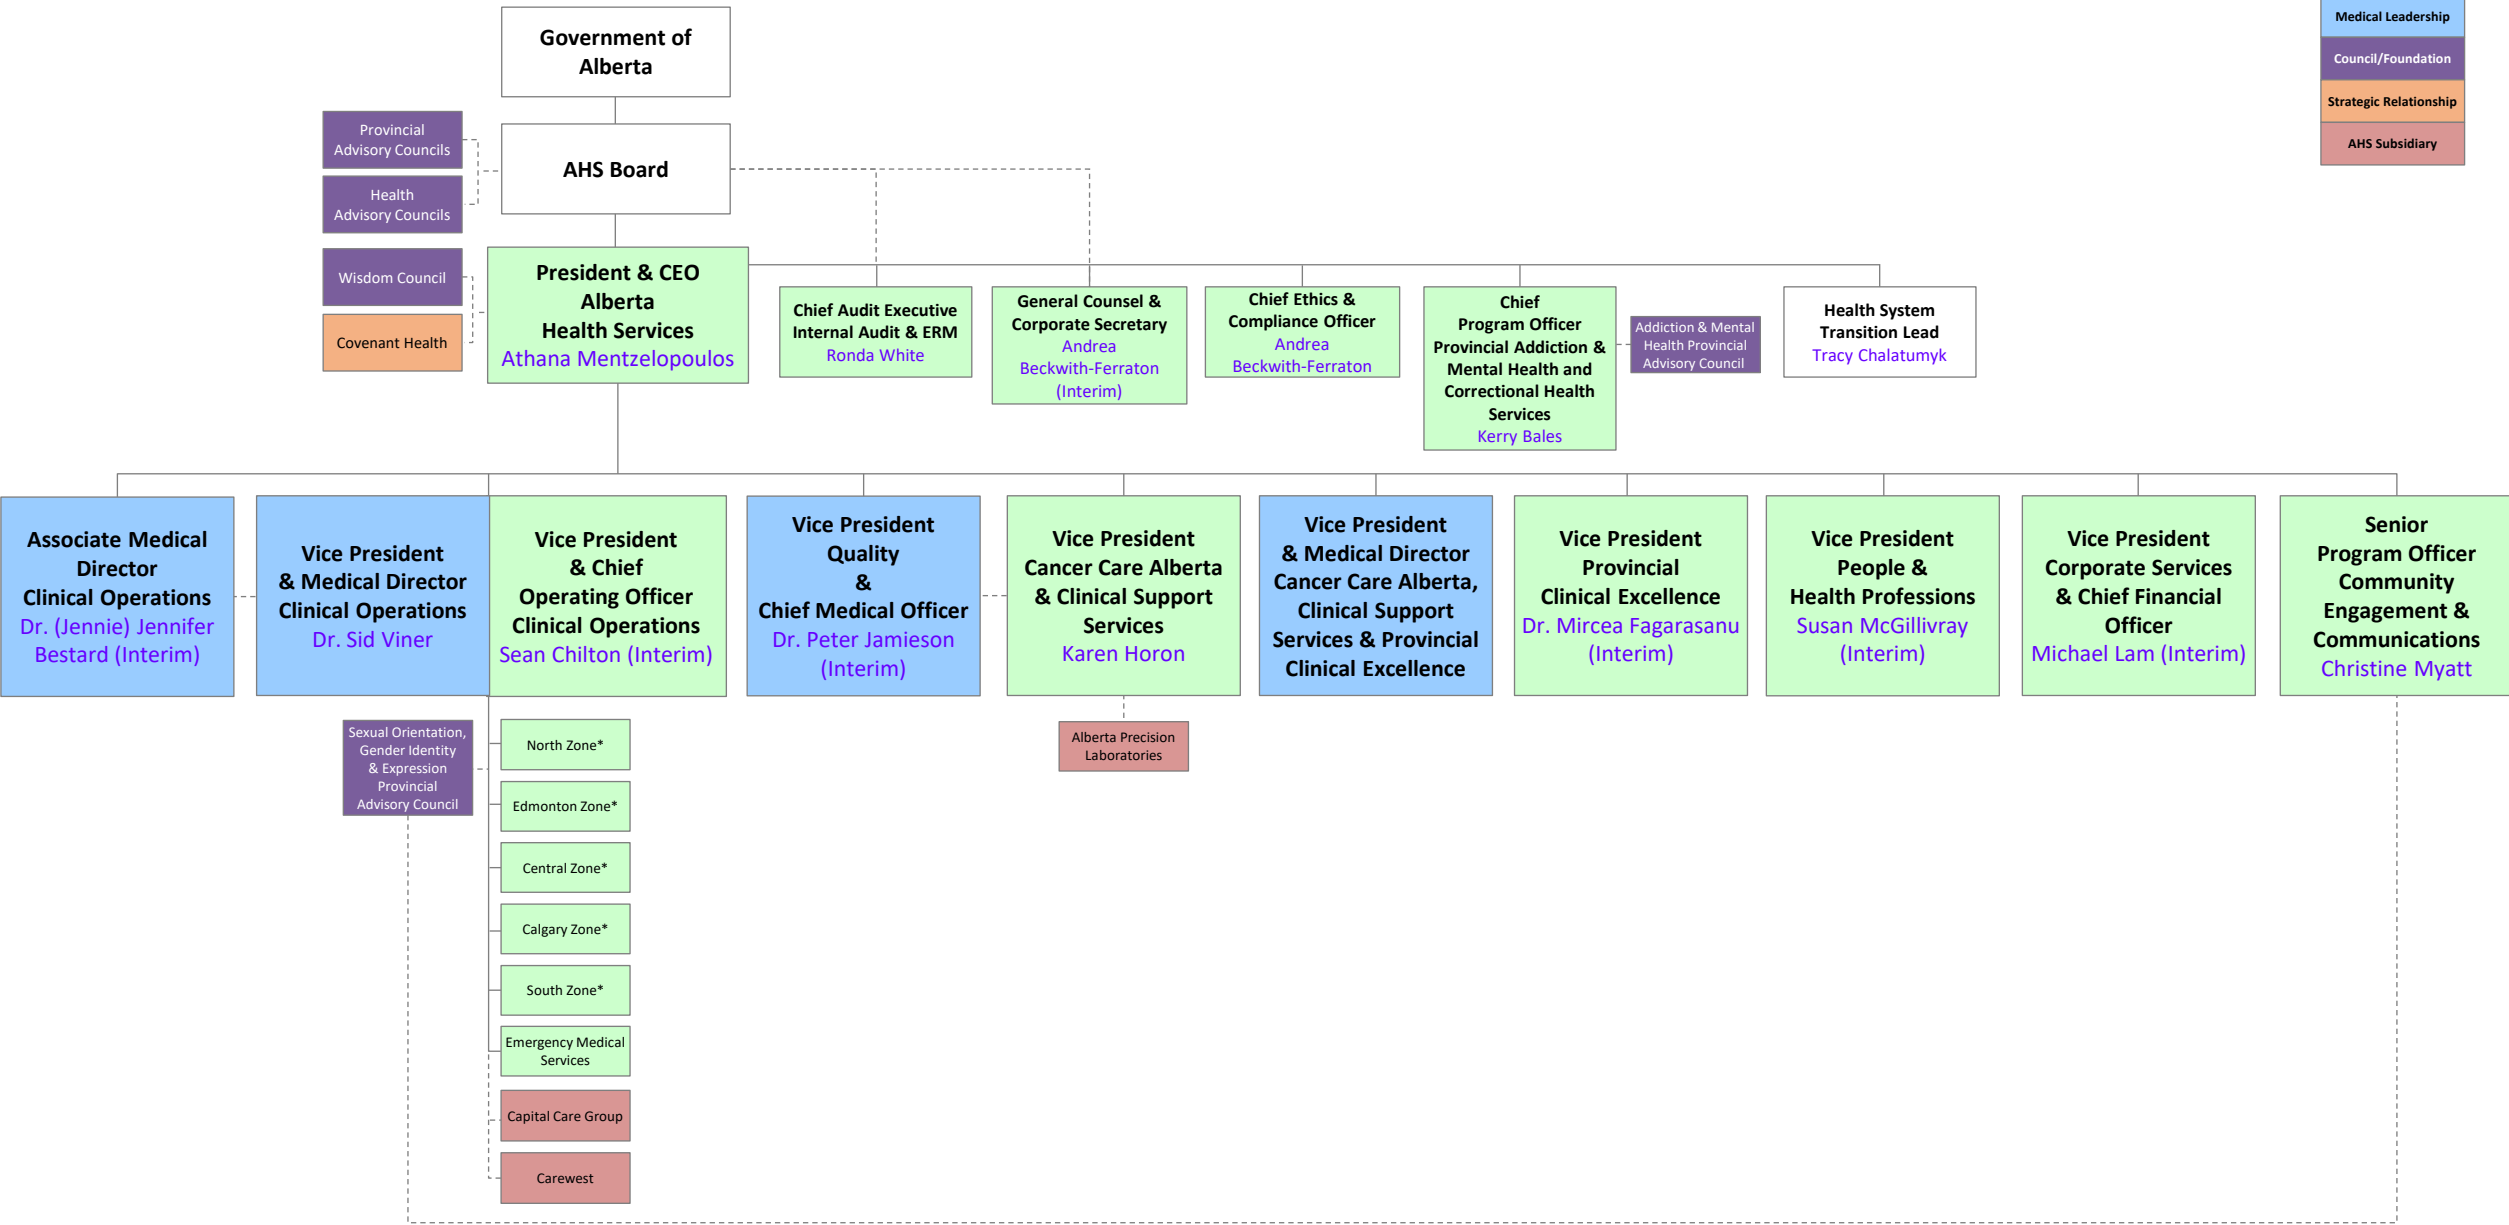 Government of
Alberta
Medical Leadership
Council/Foundation
Strategic Relationship
AHS Subsidiary
Provincial
Advisory Councils
Health
Advisory Councils
AHS Board
Wisdom Council
Covenant Health
President & CEO
Alberta
Health Services
Athana Mentzelopoulos
Chief Audit Executive
Internal Audit & ERM
Ronda White
General Counsel &
Corporate Secretary
Andrea
Beckwith-Ferraton
(Interim)
Chief Ethics &
Compliance Officer
Andrea
Beckwith-Ferraton
Chief
Program Officer
Provincial Addiction &
Mental Health and
Correctional Health
Services
Kerry Bales
Addiction & Mental
Health Provincial
Advisory Council
Health System
Transition Lead
Tracy Chalatumyk
Associate Medical
Director
Clinical Operations
Dr. (Jennie) Jennifer
Bestard (Interim)
Vice President
& Medical Director
Clinical Operations
Dr. Sid Viner
Vice President
& Chief
Operating Officer
Clinical Operations
Sean Chilton (Interim)
Vice President
Quality
&
Chief Medical Officer
Dr. Peter Jamieson
(Interim)
Vice President
Cancer Care Alberta
& Clinical Support
Services
Karen Horon
Vice President
& Medical Director
Cancer Care Alberta,
Clinical Support
Services & Provincial
Clinical Excellence
Vice President
Provincial
Clinical Excellence
Dr. Mircea Fagarasanu
(Interim)
Vice President
People &
Health Professions
Susan McGillivray
(Interim)
Vice President
Corporate Services
& Chief Financial
Officer
Michael Lam (Interim)
Senior
Program Officer
Community
Engagement &
Communications
Christine Myatt
Sexual Orientation,
Gender Identity
& Expression
Provincial
Advisory Council
North Zone*
Edmonton Zone*
Central Zone*
Calgary Zone*
South Zone*
Emergency Medical
Services
Capital Care Group
Carewest
Alberta Precision
Laboratories